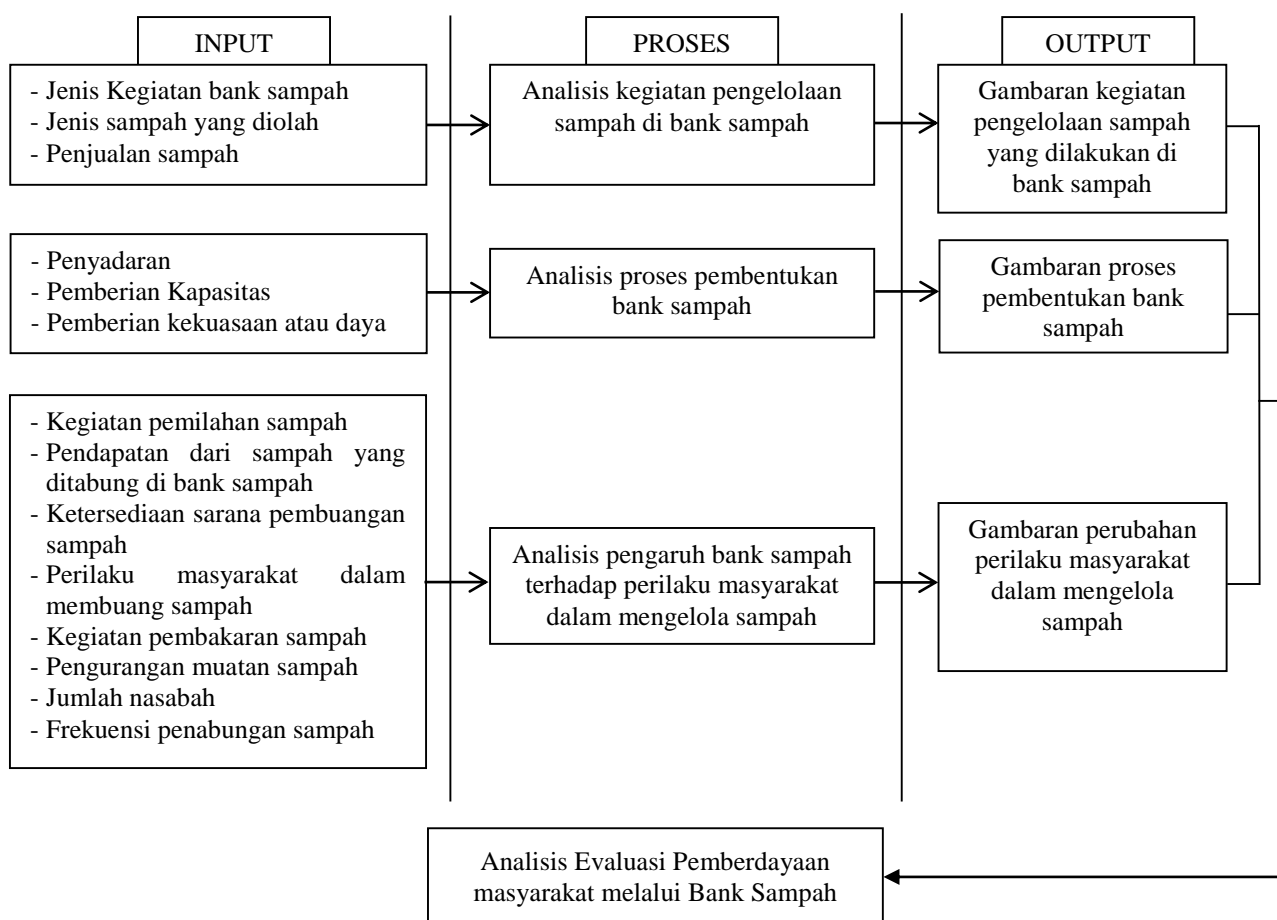 INPUT
PROSES
OUTPUT
- Jenis Kegiatan bank sampah
- Jenis sampah yang diolah
- Penjualan sampah
Analisis kegiatan pengelolaan
sampah di bank sampah
Gambaran kegiatan
pengelolaan sampah
yang dilakukan di
bank sampah
- Penyadaran
- Pemberian Kapasitas
- Pemberian kekuasaan atau daya
Analisis proses pembentukan
bank sampah
Gambaran proses
pembentukan bank
sampah
- Kegiatan pemilahan sampah
- Pendapatan dari sampah yang
ditabung di bank sampah
- Ketersediaan sarana pembuangan
sampah
- Perilaku masyarakat dalam
membuang sampah
- Kegiatan pembakaran sampah
- Pengurangan muatan sampah
- Jumlah nasabah
- Frekuensi penabungan sampah
Analisis pengaruh bank sampah
terhadap perilaku masyarakat
dalam mengelola sampah
Gambaran perubahan
perilaku masyarakat
dalam mengelola
sampah
Analisis Evaluasi Pemberdayaan
masyarakat melalui Bank Sampah